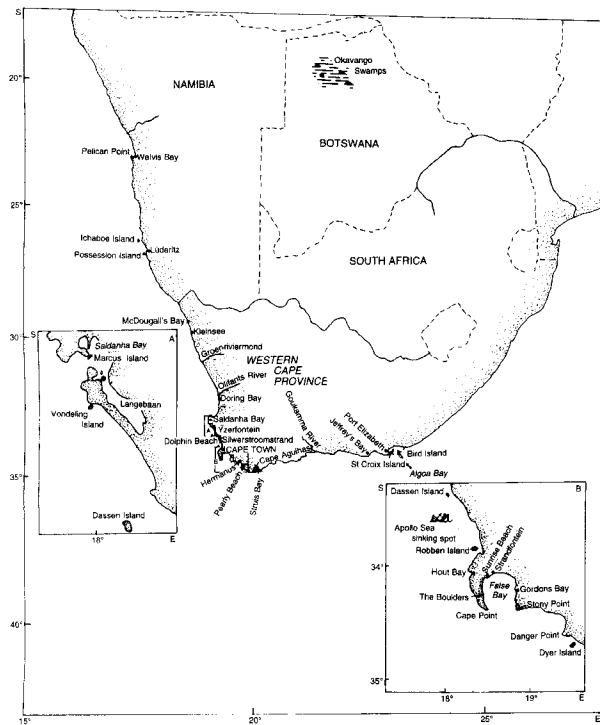 S
20°
25°
30°
35°
40°
15°
20°
25°
E
NAMIBIA
Okavango
Swamps
BOTSWANA
SOUTH AFRICA
Pelican Point
Walvis Bay
Ichaboe Island
Lüderitz
Possession Island
McDougall's Bay
Kleinsee
Groenriviermond
WESTERN
CAPE
PROVINCE
Olifants River
Doring Bay
Saldanha Bay
A
Yzerfontein
Dolphin Beach
Silwerstroomstrand
CAPE TOWN
B
Hermanus
Pearly Beach
Struis Bay
Cape Agulhas
Goukamma River
Jeffrey's Bay
Port Elizabeth
St Croix Island
Bird Island
Algoa Bay
S
A
Saldanha Bay
Marcus Island
Langebaan
Vondeling
Island
Dassen Island
18°
E
S
B
Dassen Island
Apollo Sea
sinking spot
Robben Island
Sunrise Beach
Strandfontein
34°
Hout Bay
False
Bay
Gordons Bay
The Boulders
Stony Point
Cape Point
Danger Point
Dyer Island
35°
18°
19°
E